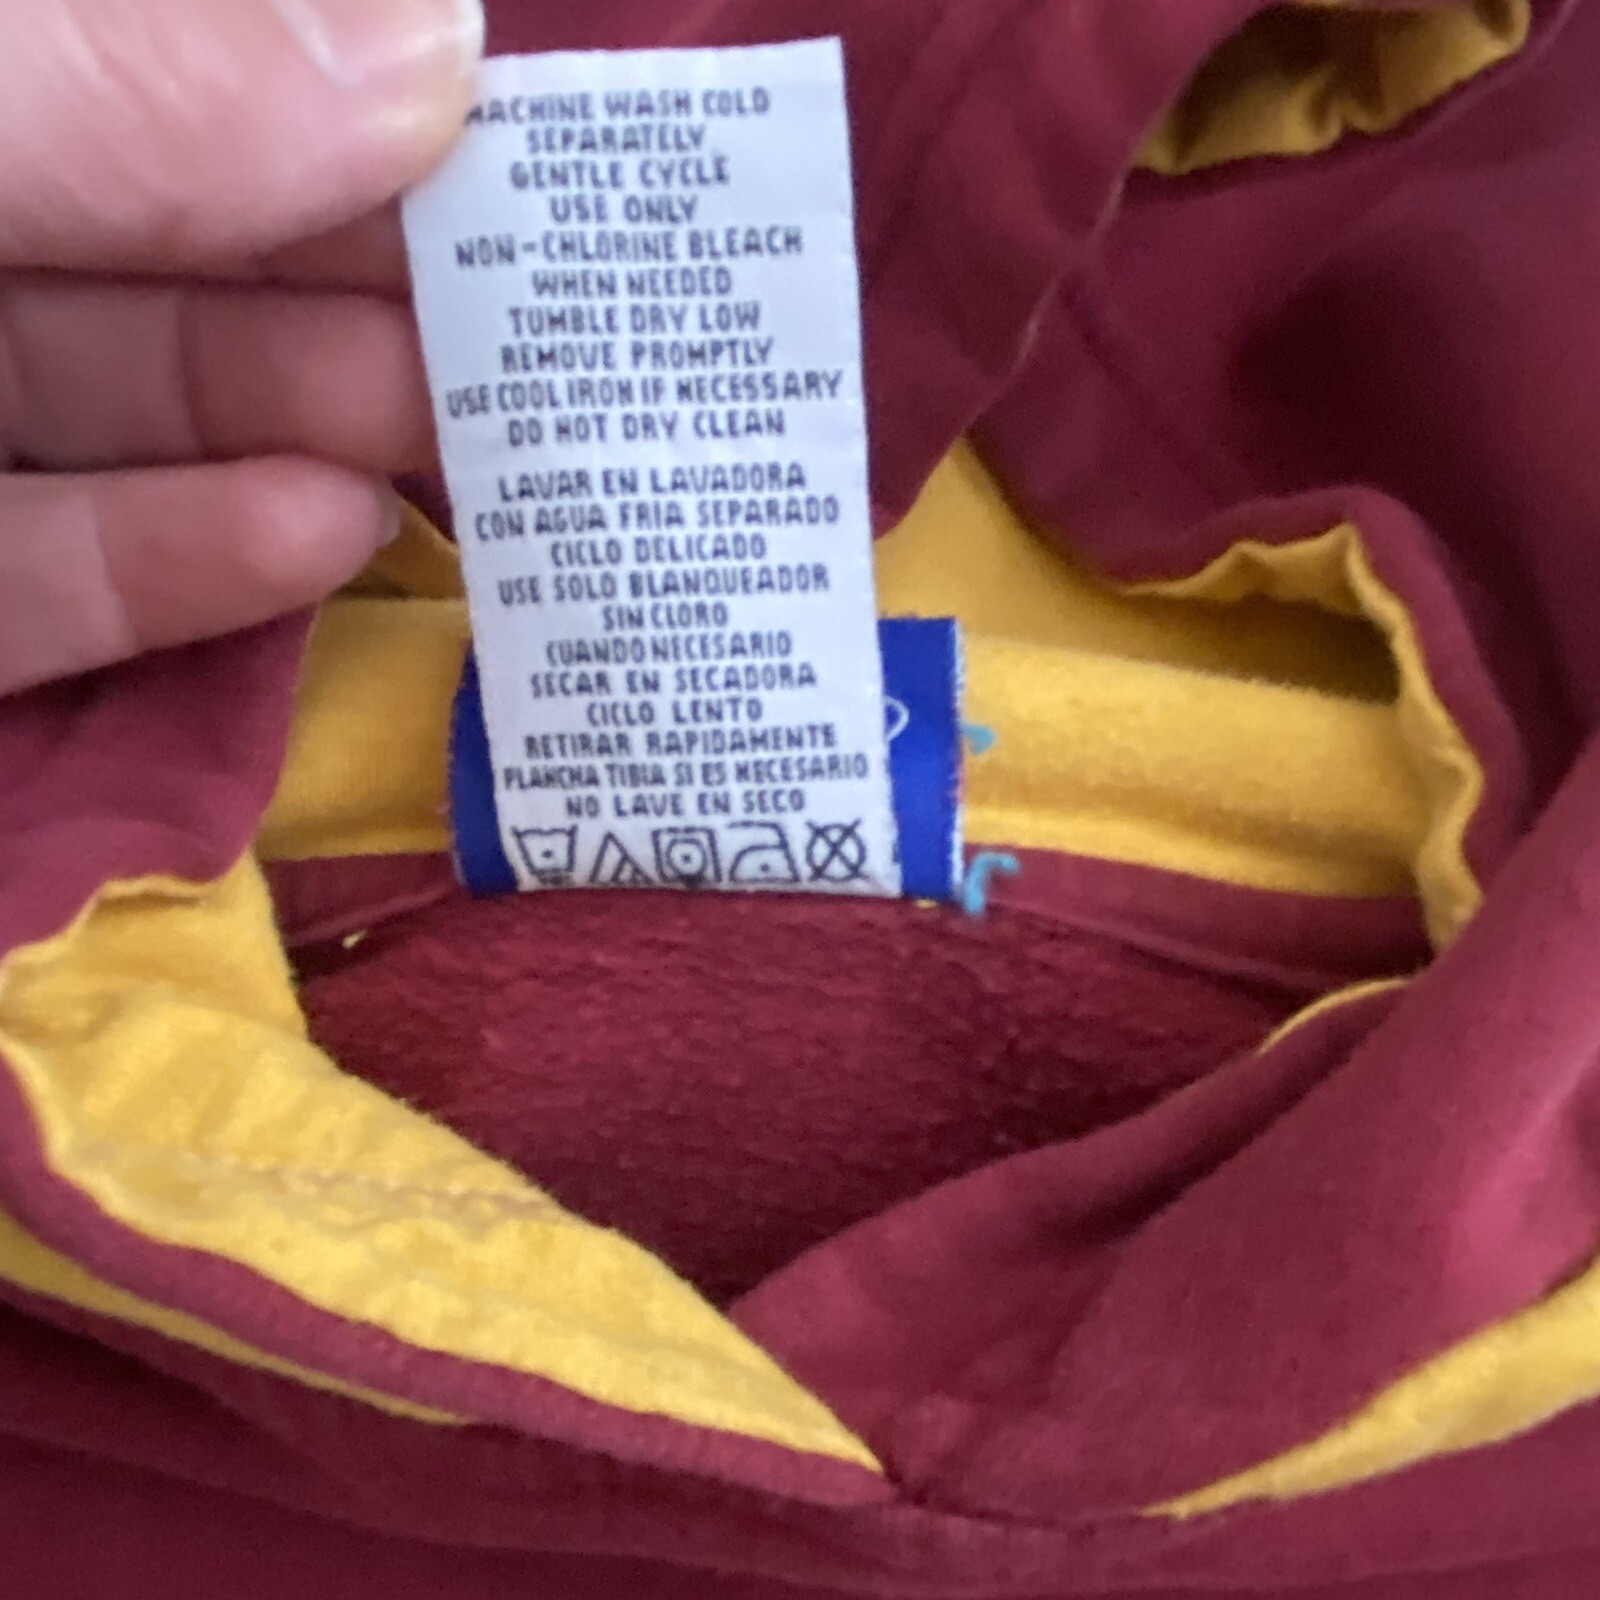 MACHINE WASH COLD
SEPARATELY
GENTLE CYCLE
USE ONLY
NON-CHLORINE BLEACH
WHEN NEEDED
TUMBLE DRY LOW
REMOVE PROMPTLY
USE COOL IRON IF NECESSARY
DO NOT DRY CLEAN
LAVAR EN LAVADORA
CON AGUA FRIA SEPARADO
CICLO DELICADO
USE SOLO BLANQUEADOR
SIN CLORO
CUANDO NECESARIO
SECAR EN SECADORA
CICLO LENTO
RETIRAR RAPIDAMENTE
PLANCHA TIBIA SI ES NECESARIO
NO LAVE EN SECO